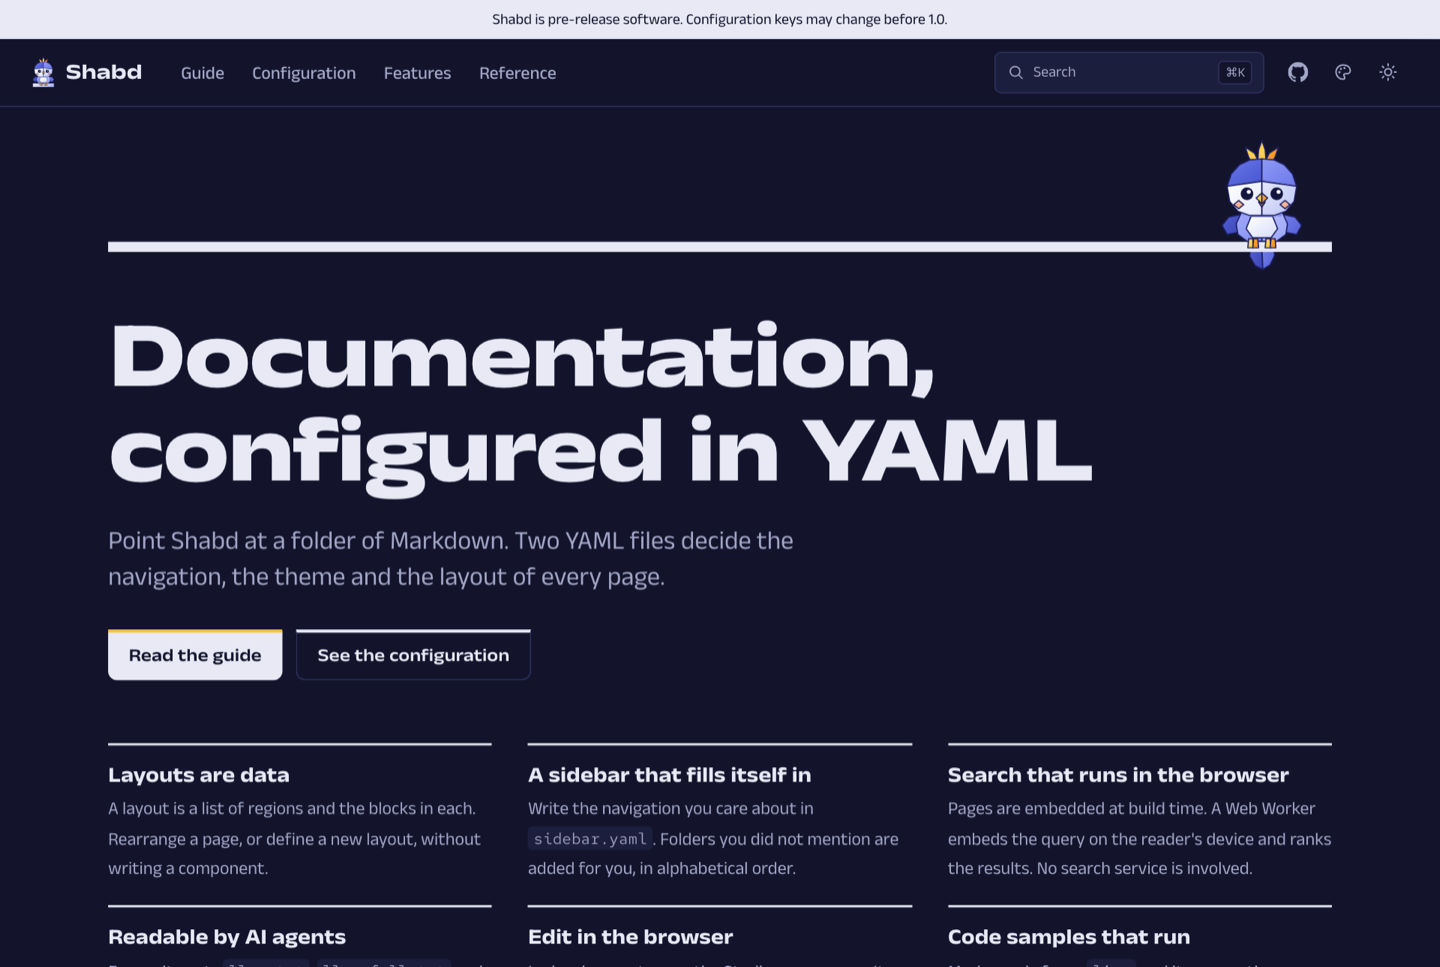 Shabd is pre-release software. Configuration keys may change before 1.0.
Shabd
Guide
Configuration
Features
Reference
Search
⌘K
Documentation,
configured in YAML
Point Shabd at a folder of Markdown. Two YAML files decide the
navigation, the theme and the layout of every page.
Read the guide
See the configuration
Layouts are data
A layout is a list of regions and the blocks in each.
Rearrange a page, or define a new layout, without
writing a component.
A sidebar that fills itself in
Write the navigation you care about in
sidebar.yaml. Folders you did not mention are
added for you, in alphabetical order.
Search that runs in the browser
Pages are embedded at build time. A Web Worker
embeds the query on the reader's device and ranks
the results. No search service is involved.
Readable by AI agents
Edit in the browser
Code samples that run